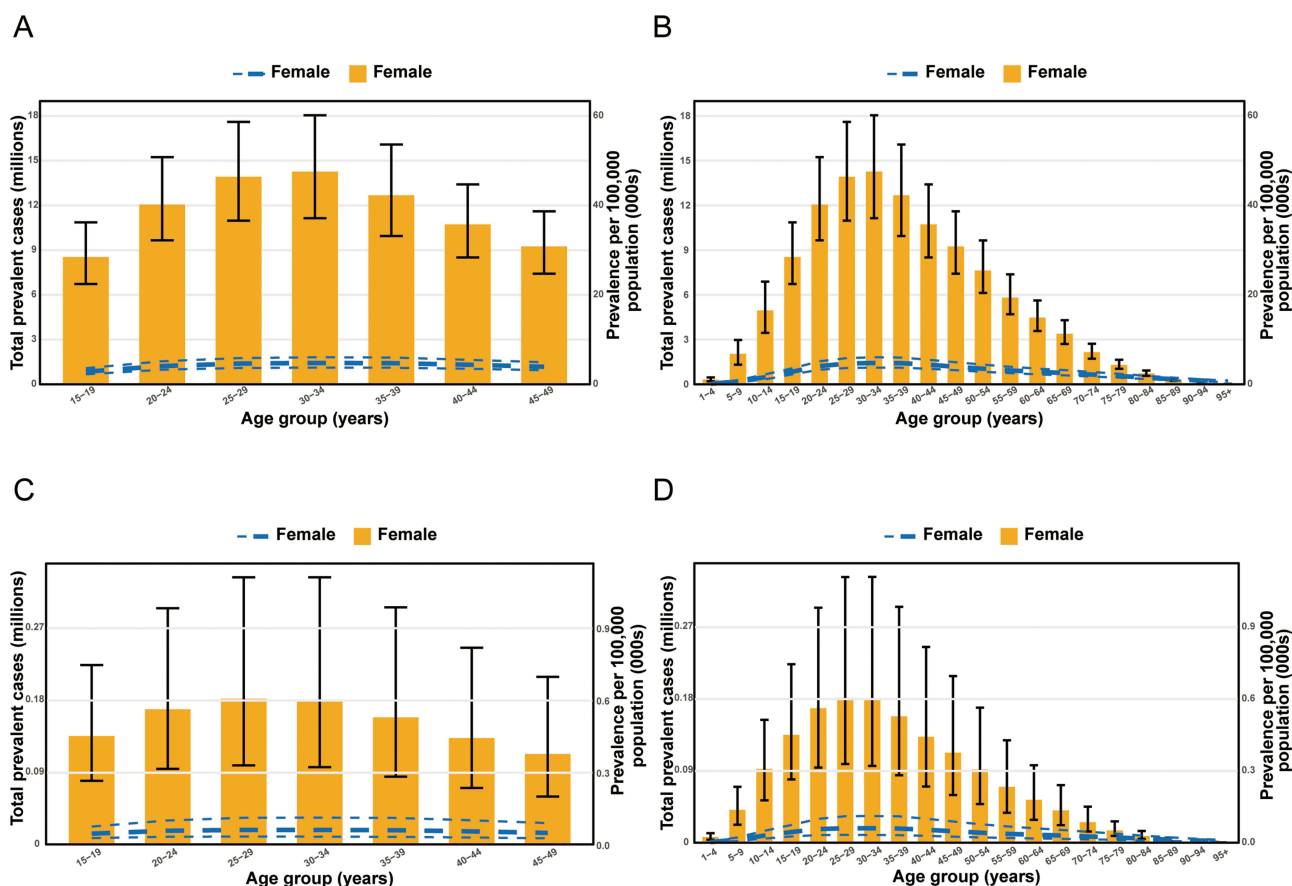 A
Female Female
Total prevalent cases (millions)
18
15
12
9
6
3
0
60
40
20
0
Prevalence per 100,000
population (000s)
15–19 20–24 25–29 30–34 35–39 40–44 45–49
Age group (years)
B
Female Female
Total prevalent cases (millions)
18
15
12
9
6
3
0
60
40
20
0
Prevalence per 100,000
population (000s)
1–4 5–9 10–14 15–19 20–24 25–29 30–34 35–39 40–44 45–49 50–54 55–59 60–64 65–69 70–74 75–79 80–84 85–89 90–94 95+
Age group (years)
C
Female Female
Total prevalent cases (millions)
0.27
0.18
0.09
0
0.9
0.6
0.3
0.0
Prevalence per 100,000
population (000s)
15–19 20–24 25–29 30–34 35–39 40–44 45–49
Age group (years)
D
Female Female
Total prevalent cases (millions)
0.27
0.18
0.09
0
0.9
0.6
0.3
0.0
Prevalence per 100,000
population (000s)
1–4 5–9 10–14 15–19 20–24 25–29 30–34 35–39 40–44 45–49 50–54 55–59 60–64 65–69 70–74 75–79 80–84 85–89 90–94 95+
Age group (years)